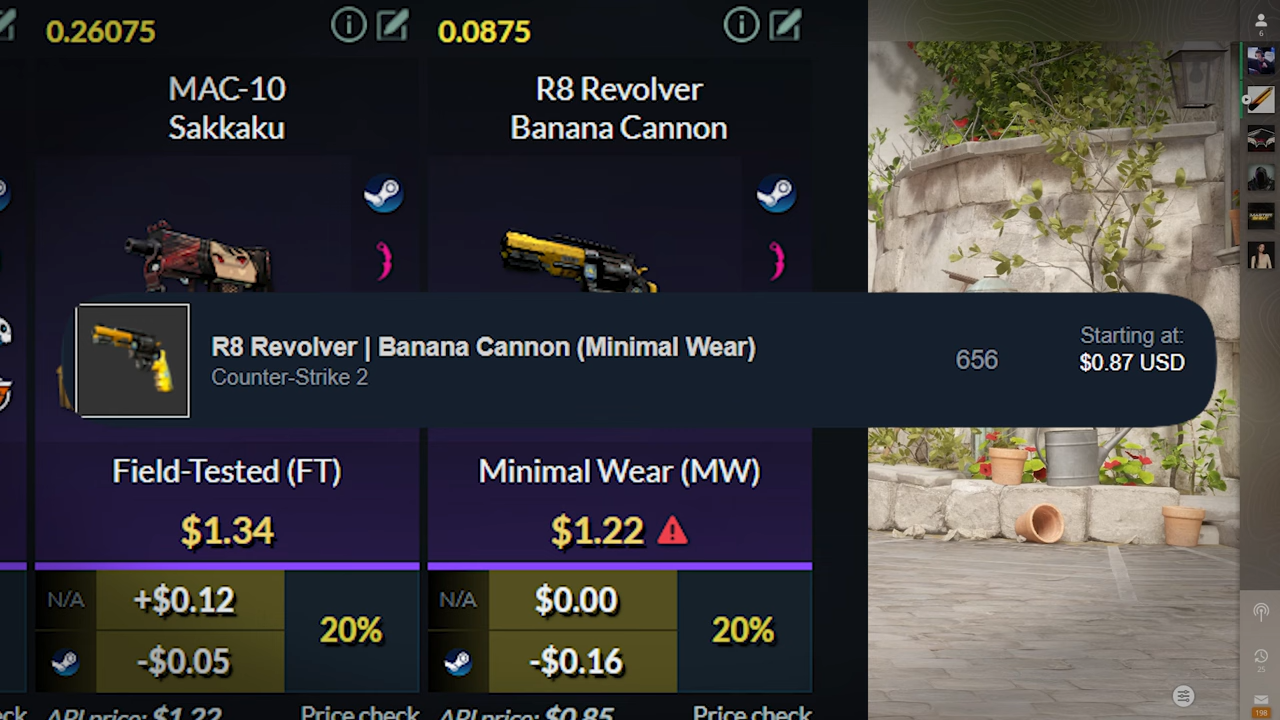 0.26075
0.0875
MAC-10
Sakkaku
R8 Revolver
Banana Cannon
R8 Revolver | Banana Cannon (Minimal Wear)
Counter-Strike 2
656
Starting at:
$0.87 USD
Field-Tested (FT)
Minimal Wear (MW)
$1.34
$1.22
N/A
+$0.12
20%
-$0.05
N/A
$0.00
20%
-$0.16
API price: $1.22
Price check
API price: $0.85
Price check
6
25
198